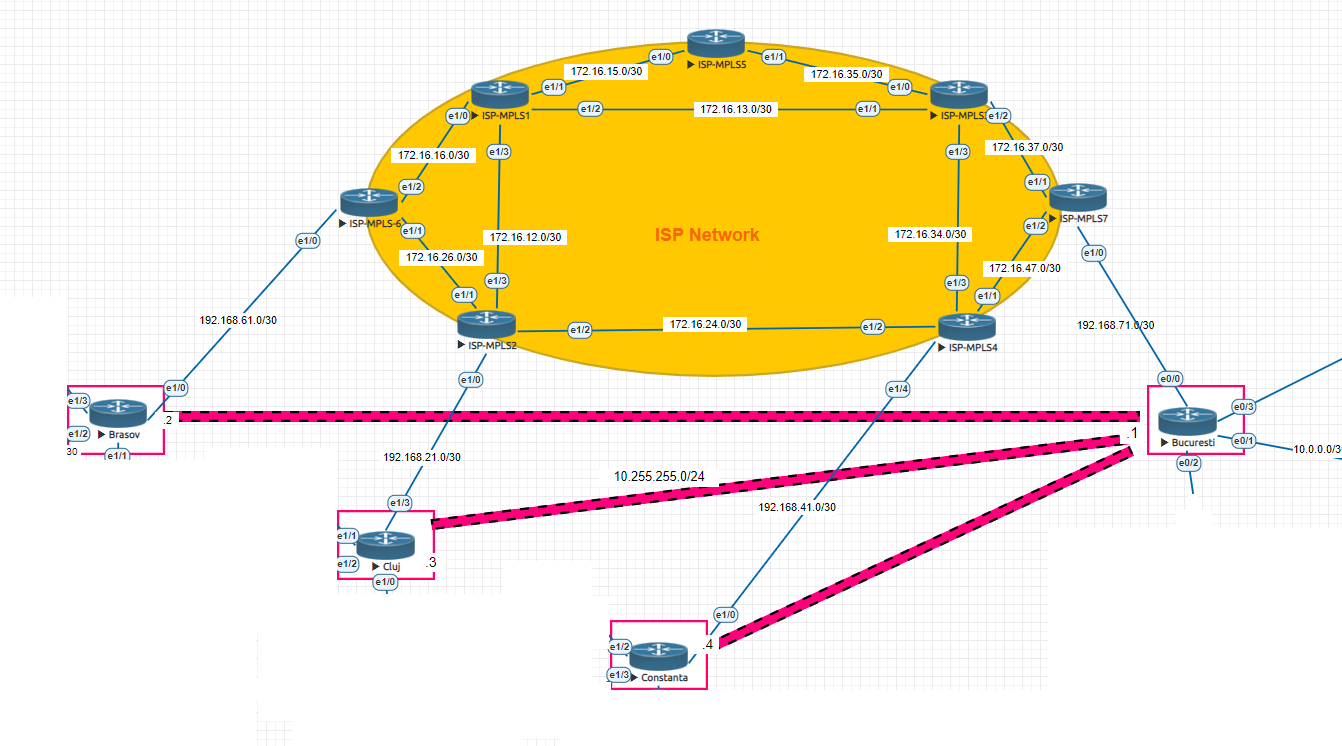 ISP-MPLS5
e1/0
e1/1
172.16.15.0/30
172.16.35.0/30
e1/1
e1/0
ISP-MPLS1
e1/2
172.16.13.0/30
e1/1
e1/0
e1/2
e1/3
e1/3
172.16.16.0/30
172.16.37.0/30
e1/2
e1/1
ISP-MPLS-6
ISP-MPLS7
e1/1
e1/2
172.16.12.0/30
ISP Network
172.16.34.0/30
e1/0
e1/0
172.16.26.0/30
172.16.47.0/30
e1/3
e1/3
e1/1
e1/1
192.168.61.0/30
e1/2
172.16.24.0/30
e1/2
192.168.71.0/30
ISP-MPLS2
ISP-MPLS4
e1/0
e1/0
e1/4
e0/0
e1/3
.2
e0/3
e1/2
Brasov
.1
Bucuresti
e0/1
30
e1/1
10.0.0.0/3
192.168.21.0/30
e0/2
10.255.255.0/24
e1/3
192.168.41.0/30
e1/1
e1/2
Cluj
.3
e1/0
e1/0
e1/2
.4
e1/3
Constanta